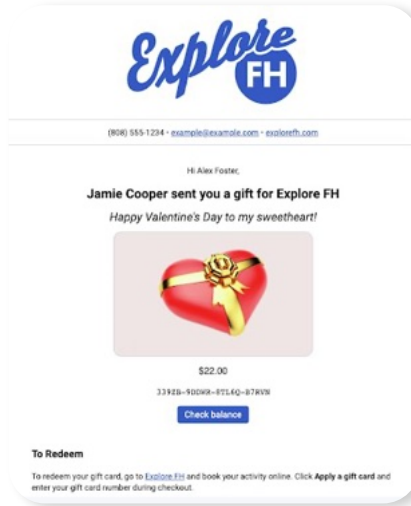 Explore
FH
(808) 555-1234 • example@example.com • explorefh.com
Hi Alex Foster,
Jamie Cooper sent you a gift for Explore FH
Happy Valentine's Day to my sweetheart!
$22.00
Check balance
To Redeem
To redeem your gift card, go to Explore FH and book your activity online. Click Apply a gift card and
enter your gift card number during checkout.